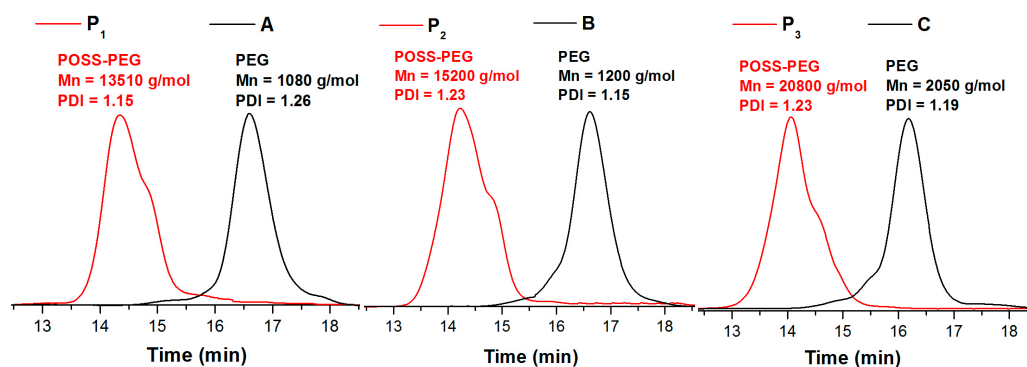 P1 A
POSS-PEG
Mn = 13510 g/mol
PDI = 1.15
PEG
Mn = 1080 g/mol
PDI = 1.26
13 14 15 16 17 18
Time (min)
P2 B
POSS-PEG
Mn = 15200 g/mol
PDI = 1.23
PEG
Mn = 1200 g/mol
PDI = 1.15
13 14 15 16 17 18
Time (min)
P3 C
POSS-PEG
Mn = 20800 g/mol
PDI = 1.23
PEG
Mn = 2050 g/mol
PDI = 1.19
13 14 15 16 17 18
Time (min)